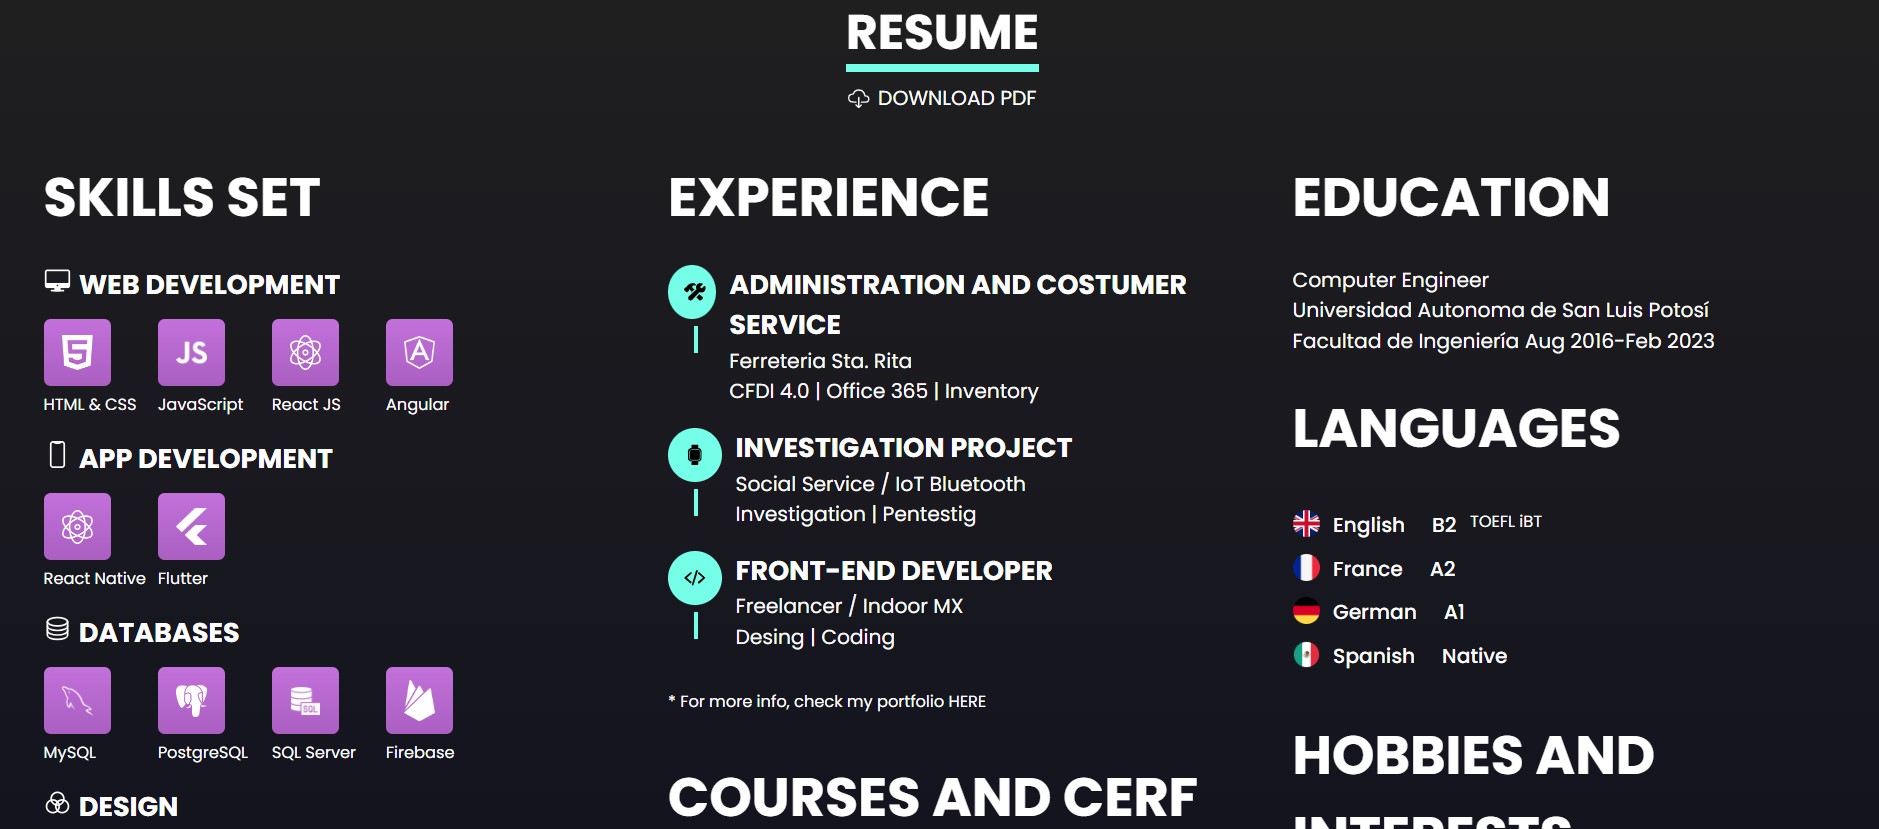 RESUME
DOWNLOAD PDF
SKILLS SET
WEB DEVELOPMENT
JS
HTML & CSS JavaScript React JS Angular
APP DEVELOPMENT
React Native Flutter
DATABASES
SQL
MySQL PostgreSQL SQL Server Firebase
DESIGN
EXPERIENCE
ADMINISTRATION AND COSTUMER
SERVICE
Ferreteria Sta. Rita
CFDI 4.0 | Office 365 | Inventory
INVESTIGATION PROJECT
Social Service / IoT Bluetooth
Investigation | Pentestig
</> FRONT-END DEVELOPER
Freelancer / Indoor MX
Desing | Coding
* For more info, check my portfolio HERE
COURSES AND CERF
EDUCATION
Computer Engineer
Universidad Autonoma de San Luis Potosí
Facultad de Ingeniería Aug 2016-Feb 2023
LANGUAGES
English B2 TOEFL iBT
France A2
German A1
Spanish Native
HOBBIES AND
INTERESTS